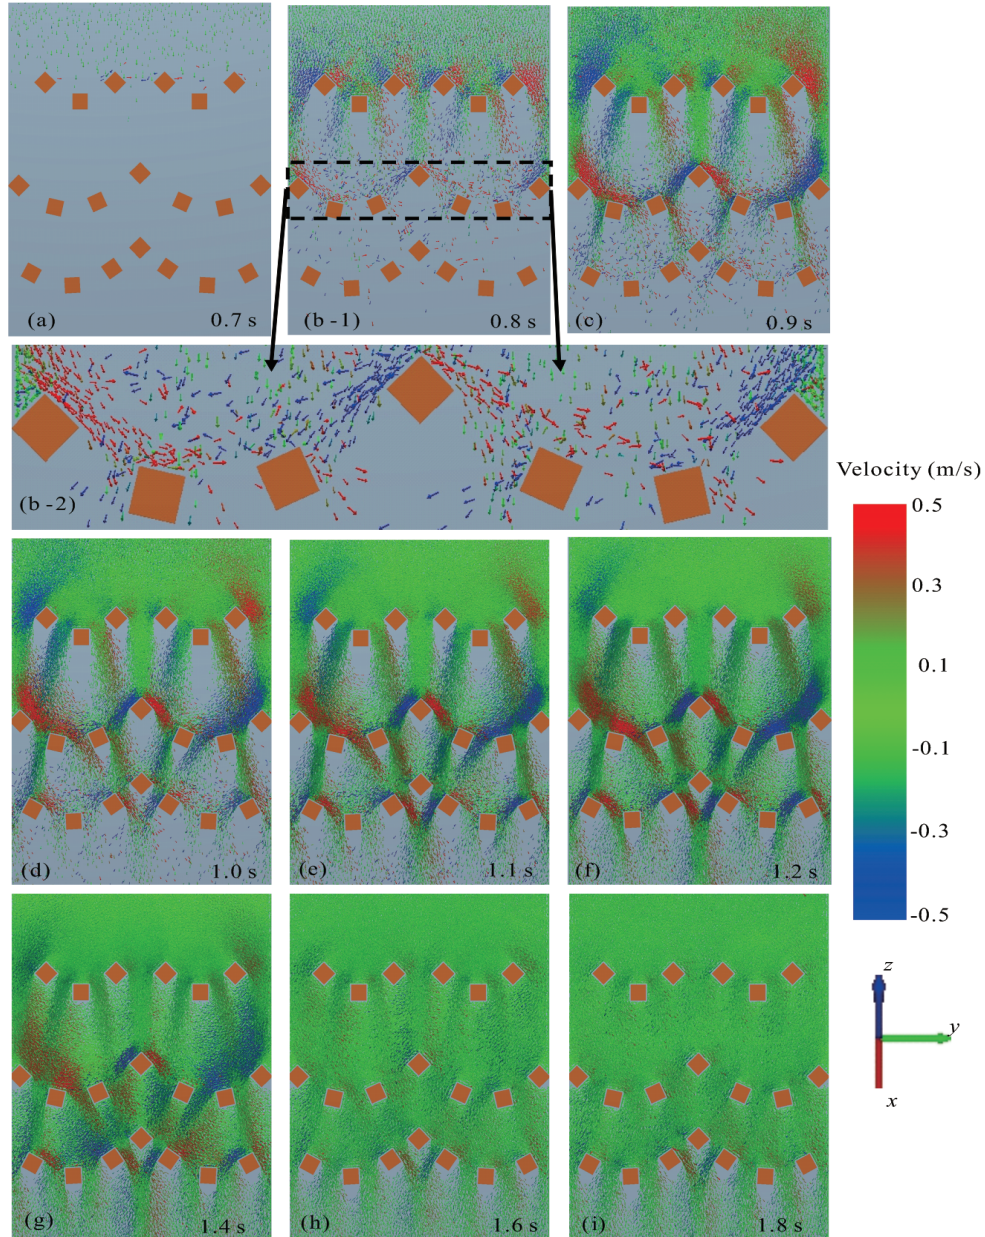 (a) 0.7 s
(b -1) 0.8 s
(c) 0.9 s
(b -2)
Velocity (m/s)
0.5
0.3
0.1
-0.1
-0.3
-0.5
(d) 1.0 s
(e) 1.1 s
(f) 1.2 s
(g) 1.4 s
(h) 1.6 s
(i) 1.8 s
z
y
x